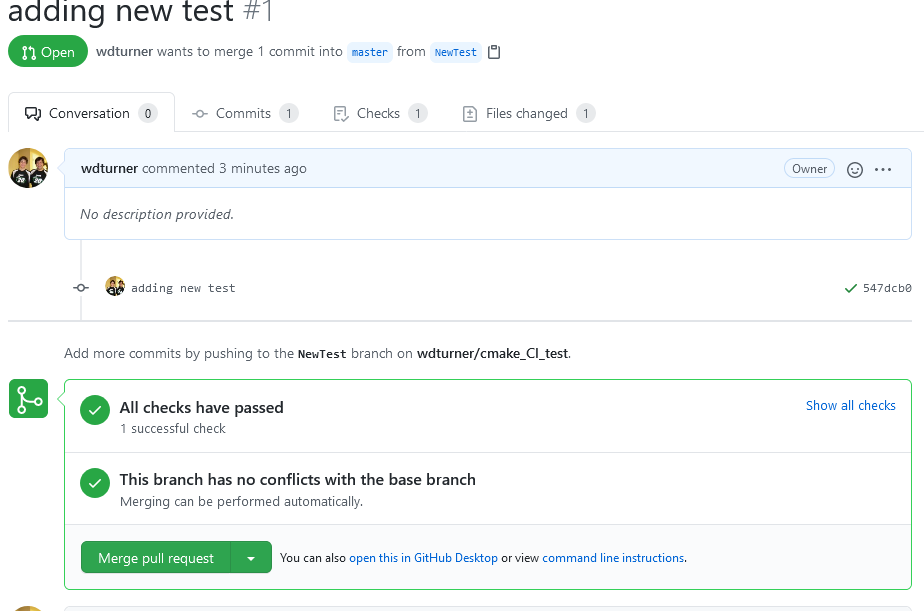 adding new test #1
Open wdturner wants to merge 1 commit into master from NewTest
Conversation 0 Commits 1 Checks 1 Files changed 1
wdturner commented 3 minutes ago Owner
No description provided.
adding new test 547dcb0
Add more commits by pushing to the NewTest branch on wdturner/cmake_CI_test.
All checks have passed Show all checks
1 successful check
This branch has no conflicts with the base branch
Merging can be performed automatically.
Merge pull request You can also open this in GitHub Desktop or view command line instructions.